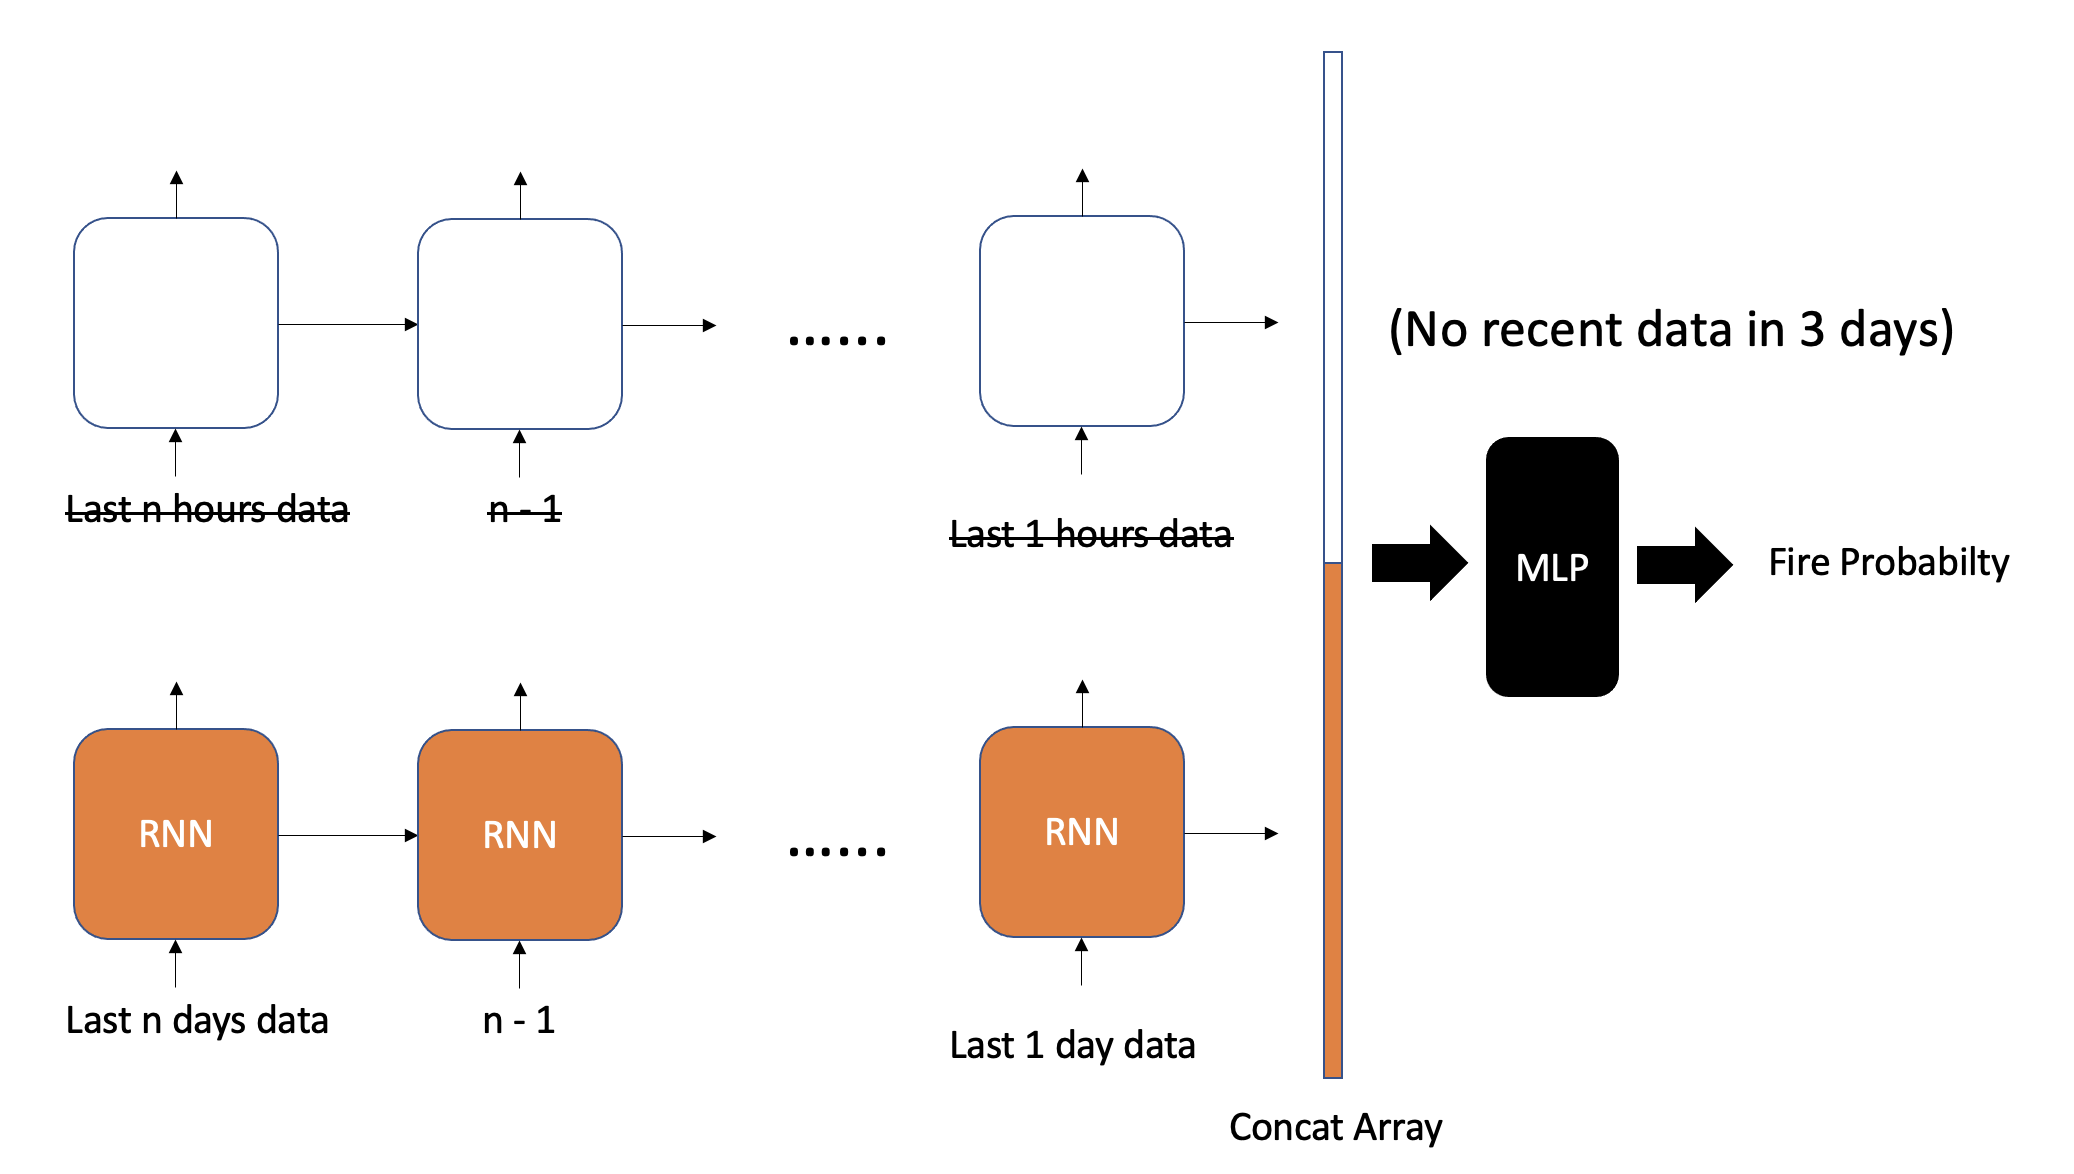 (No recent data in 3 days)
Last n hours data
n - 1
Last 1 hours data
......
MLP
Fire Probabilty
RNN
RNN
......
RNN
Last n days data
n - 1
Last 1 day data
Concat Array